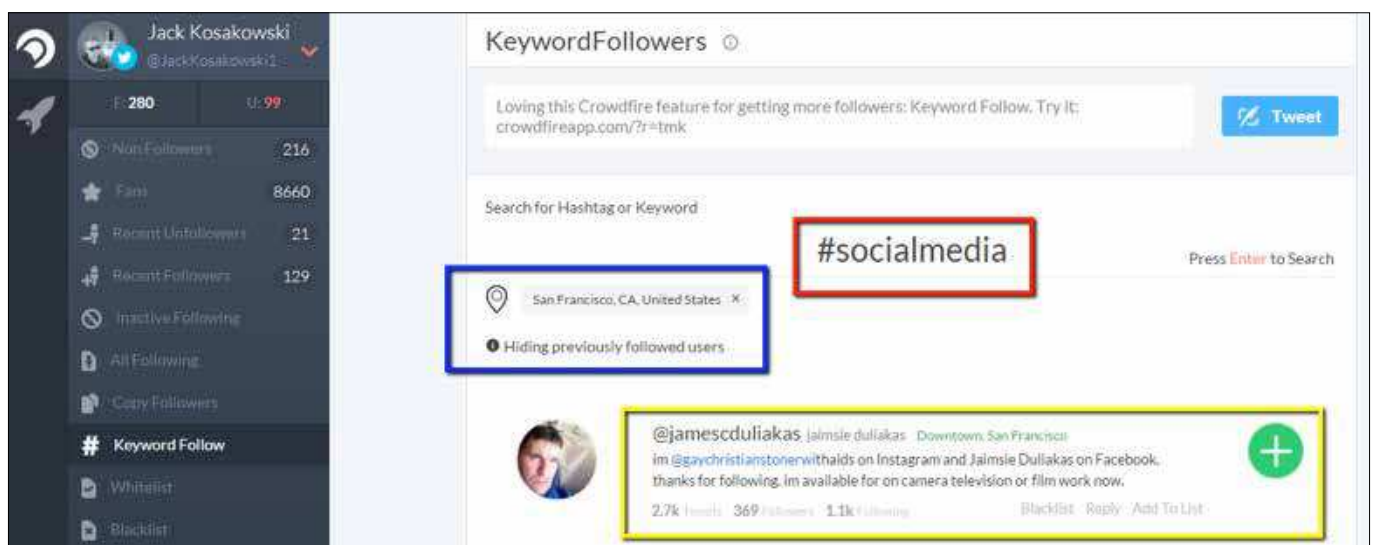 Jack Kosakowski
@JackKosakowski1
F: 280 U: 99
Non Followers 216
Fans 8660
Recent Unfollowers 21
Recent Followers 129
Inactive Following
All Following
Copy Followers
# Keyword Follow
Whitelist
Blacklist
KeywordFollowers
Loving this Crowdfire feature for getting more followers: Keyword Follow. Try it:
crowdfireapp.com/?r=tmk
Tweet
Search for Hashtag or Keyword
#socialmedia
Press Enter to Search
San Francisco, CA, United States ×
Hiding previously followed users
@jamescduliakas jaimsie duliakas Downtown, San Francisco
im @gaychristianstonerwithaids on Instagram and Jaimsie Duliakas on Facebook.
thanks for following. im available for on camera television or film work now.
2.7k Tweets 369 Followers 1.1k Following Blacklist Reply Add To List